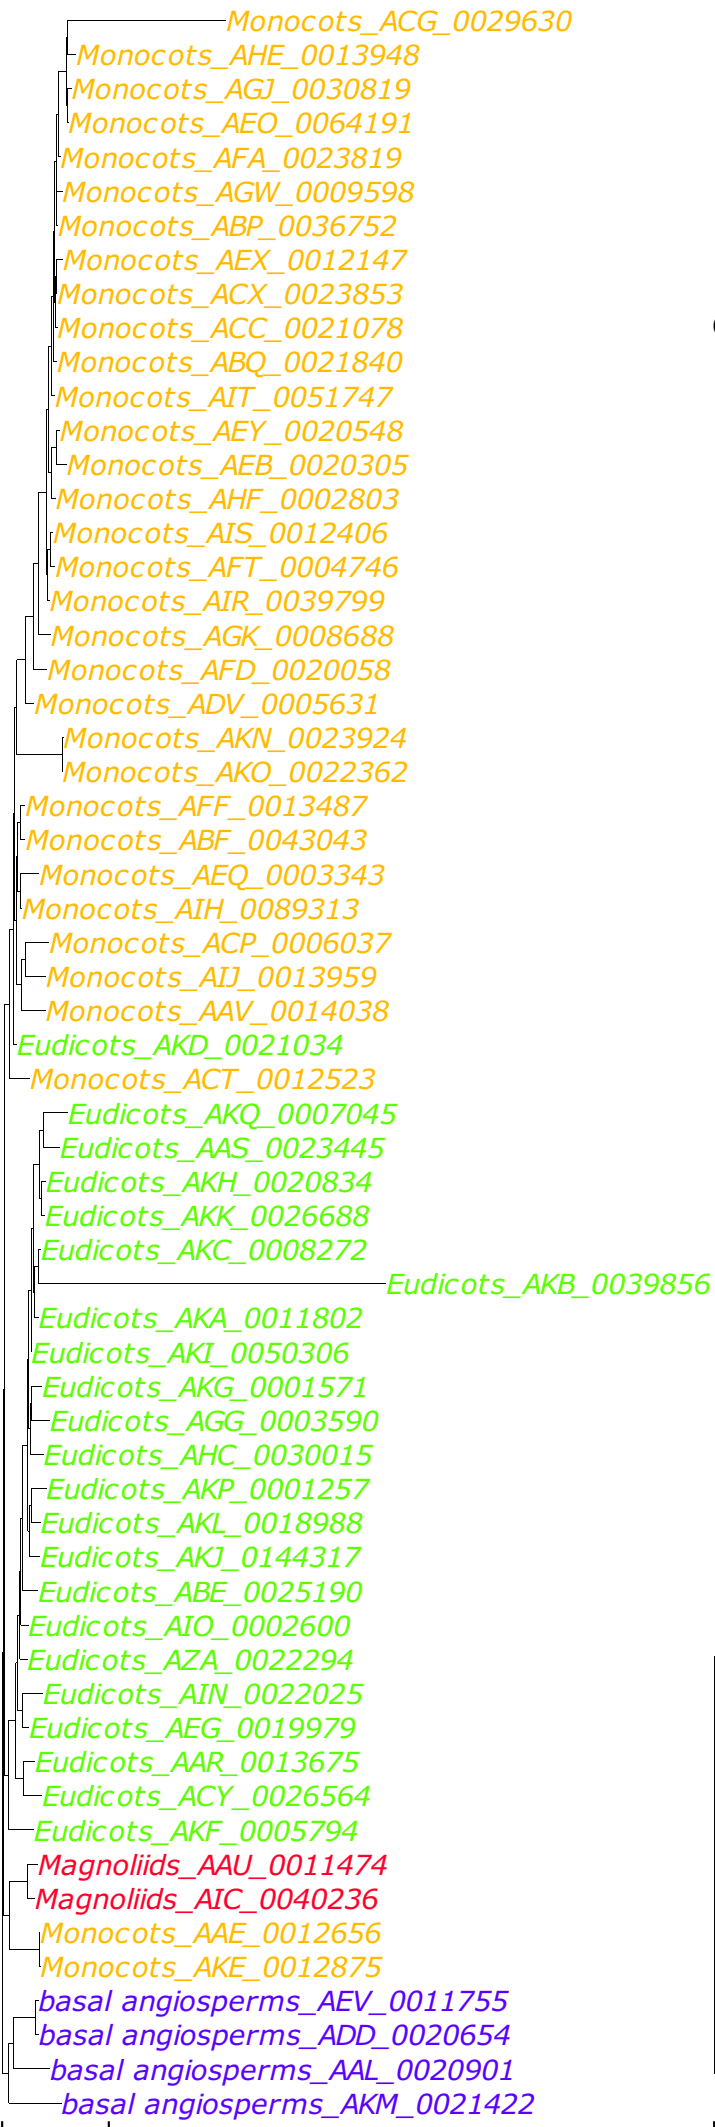 Monocots_ACG_0029630
Monocots_AHE_0013948
Monocots_AGJ_0030819
Monocots_AEO_0064191
Monocots_AFA_0023819
Monocots_AGW_0009598
Monocots_ABP_0036752
Monocots_AEX_0012147
Monocots_ACX_0023853
Monocots_ACC_0021078
Monocots_ABQ_0021840
Monocots_AIT_0051747
Monocots_AEY_0020548
Monocots_AEB_0020305
Monocots_AHF_0002803
Monocots_AIS_0012406
Monocots_AFT_0004746
Monocots_AIR_0039799
Monocots_AGK_0008688
Monocots_AFD_0020058
Monocots_ADV_0005631
Monocots_AKN_0023924
Monocots_AKO_0022362
Monocots_AFF_0013487
Monocots_ABF_0043043
Monocots_AEQ_0003343
Monocots_AIH_0089313
Monocots_ACP_0006037
Monocots_AIJ_0013959
Monocots_AAV_0014038
Eudicots_AKD_0021034
Monocots_ACT_0012523
Eudicots_AKQ_0007045
Eudicots_AAS_0023445
Eudicots_AKH_0020834
Eudicots_AKK_0026688
Eudicots_AKC_0008272
Eudicots_AKB_0039856
Eudicots_AKA_0011802
Eudicots_AKI_0050306
Eudicots_AKG_0001571
Eudicots_AGG_0003590
Eudicots_AHC_0030015
Eudicots_AKP_0001257
Eudicots_AKL_0018988
Eudicots_AKJ_0144317
Eudicots_ABE_0025190
Eudicots_AIO_0002600
Eudicots_AZA_0022294
Eudicots_AIN_0022025
Eudicots_AEG_0019979
Eudicots_AAR_0013675
Eudicots_ACY_0026564
Eudicots_AKF_0005794
Magnoliids_AAU_0011474
Magnoliids_AIC_0040236
Monocots_AAE_0012656
Monocots_AKE_0012875
basal angiosperms_AEV_0011755
basal angiosperms_ADD_0020654
basal angiosperms_AAL_0020901
basal angiosperms_AKM_0021422